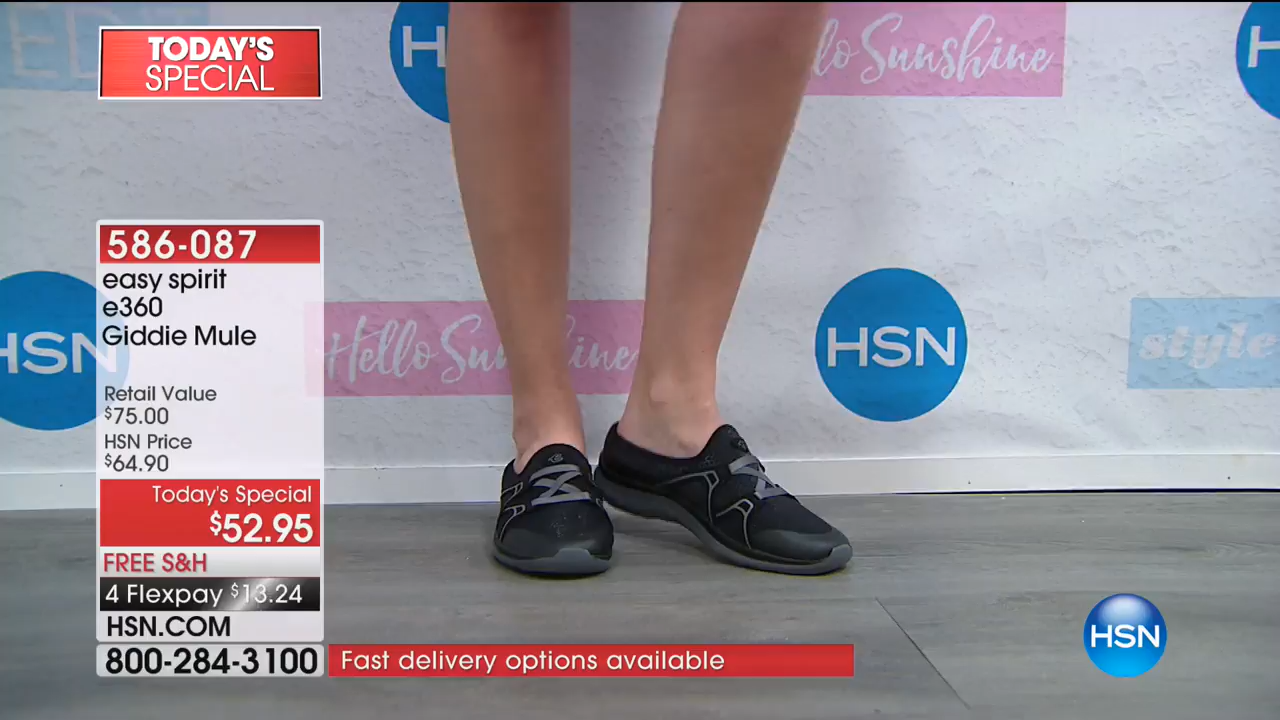 TODAY'S
SPECIAL
HSN
Hello Sunshine
586-087
easy spirit
e360
Giddie Mule
Retail Value
$75.00
HSN Price
$64.90
Today's Special
$52.95
FREE S&H
4 Flexpay $13.24
HSN.COM
800-284-3100
Fast delivery options available
HSN
Hello Sunshine
HSN
style
HSN